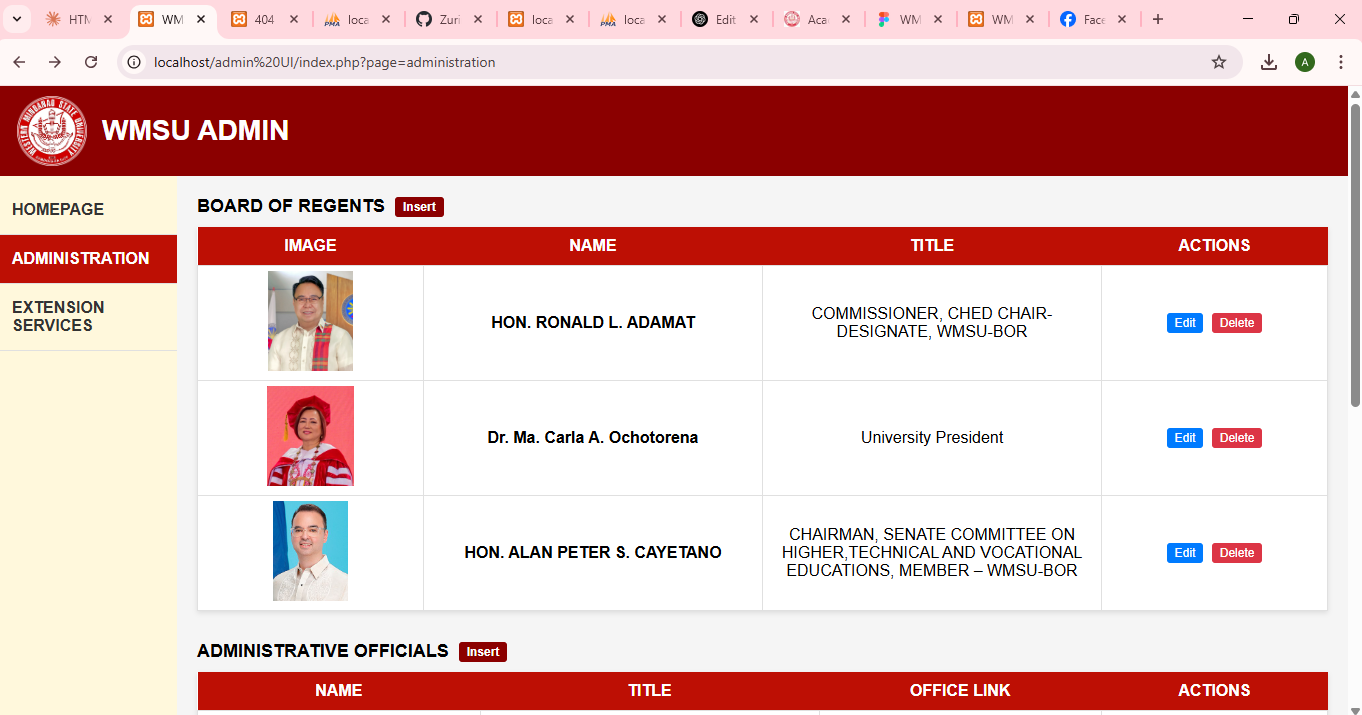 HTM
WM
404
loca
Zuri
loca
loca
Edit
Aca
WM
WM
Face
localhost/admin%20UI/index.php?page=administration
A
WESTERN MINDANAO STATE UNIVERSITY
WMSU ADMIN
HOMEPAGE
ADMINISTRATION
EXTENSION
SERVICES
BOARD OF REGENTS Insert
IMAGE NAME TITLE ACTIONS
HON. RONALD L. ADAMAT
COMMISSIONER, CHED CHAIR-
DESIGNATE, WMSU-BOR
Edit Delete
Dr. Ma. Carla A. Ochotorena University President Edit Delete
HON. ALAN PETER S. CAYETANO
CHAIRMAN, SENATE COMMITTEE ON
HIGHER,TECHNICAL AND VOCATIONAL
EDUCATIONS, MEMBER – WMSU-BOR
Edit Delete
ADMINISTRATIVE OFFICIALS Insert
NAME TITLE OFFICE LINK ACTIONS